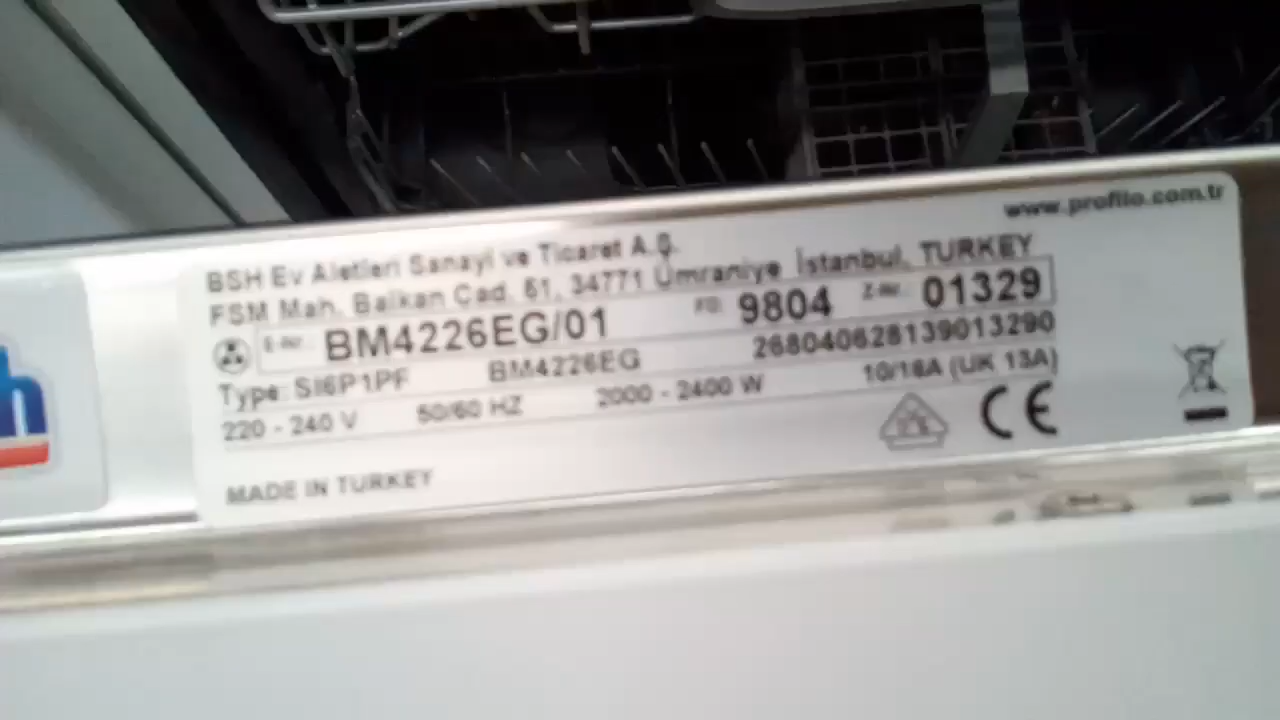 www.profilo.com.tr
BSH Ev Aletleri Sanayi ve Ticaret A.Ş.
FSM Mah. Balkan Cad. 51, 34771 Ümraniye İstanbul, TURKEY
E-Nr. BM4226EG/01 FD 9804 Z-Nr. 01329
Type: SI6P1PF BM4226EG 268040628139013290
220 - 240 V 50/60 HZ 2000 - 2400 W 10/16A (UK 13A)
CE
MADE IN TURKEY
h